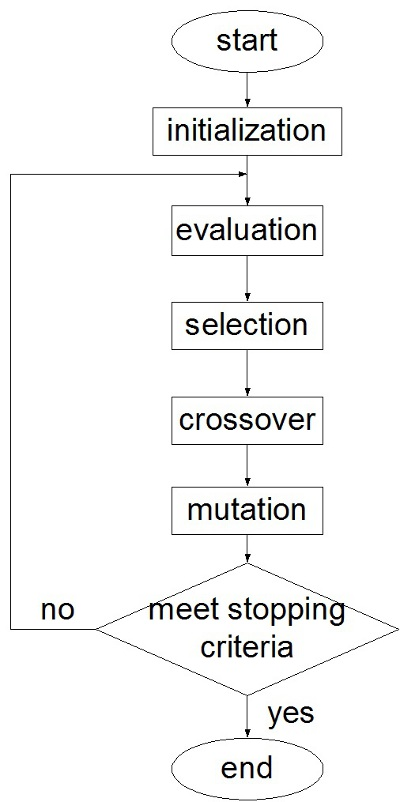 start
initialization
evaluation
selection
crossover
mutation
meet stopping
criteria
no
yes
end